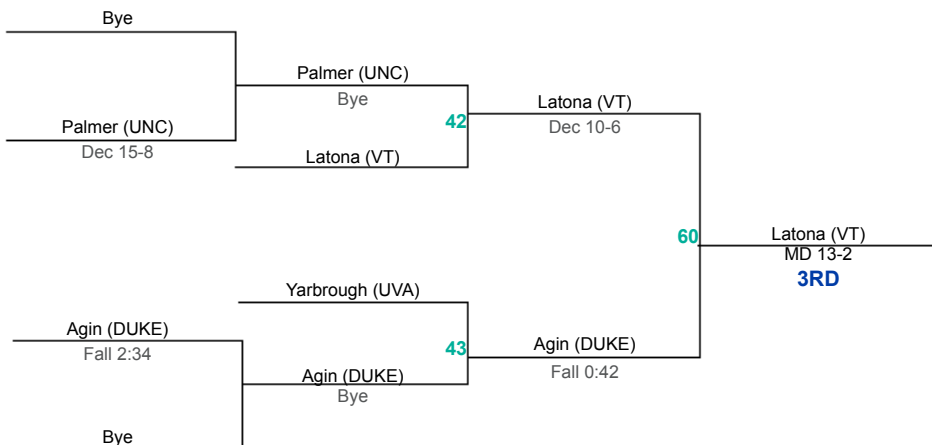 Bye
Palmer (UNC)
Bye
Latona (VT)
Dec 10-6
42
Palmer (UNC)
Dec 15-8
Latona (VT)
60
Latona (VT)
MD 13-2
3RD
Yarbrough (UVA)
Agin (DUKE)
Fall 2:34
43
Agin (DUKE)
Fall 0:42
Agin (DUKE)
Bye
Bye